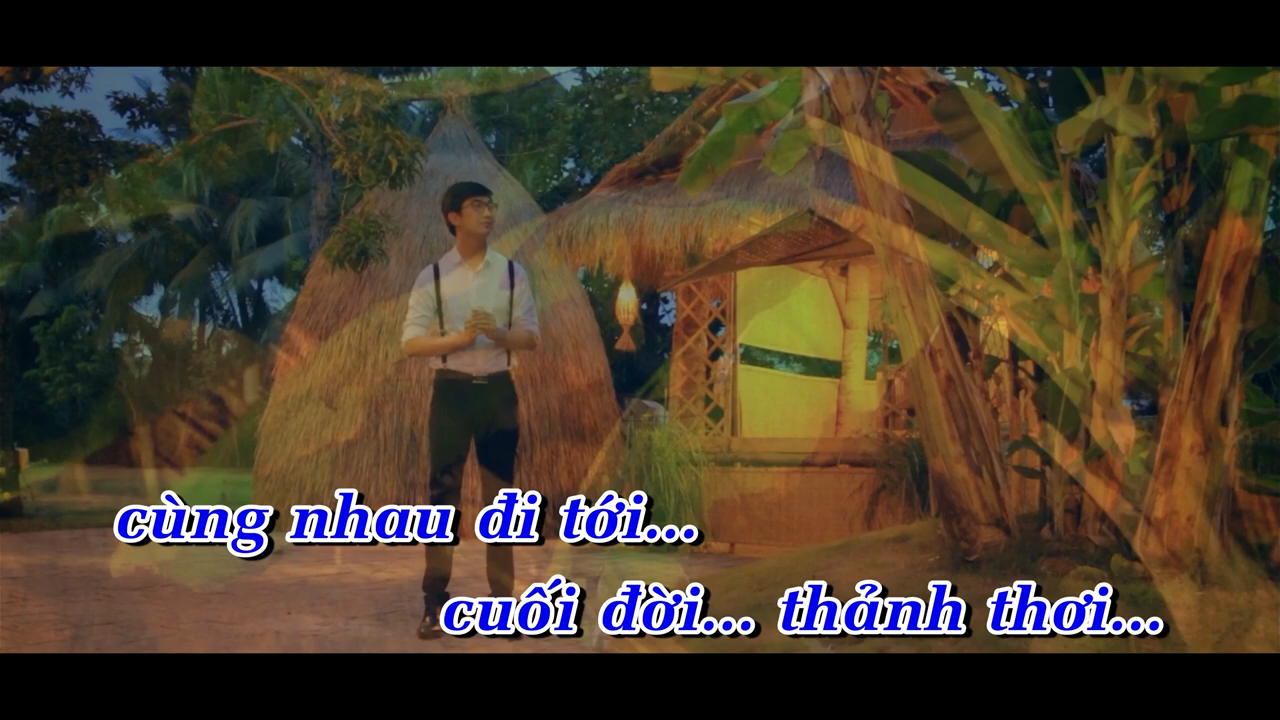 cùng nhau đi tới...
cuối đời... thảnh thơi...